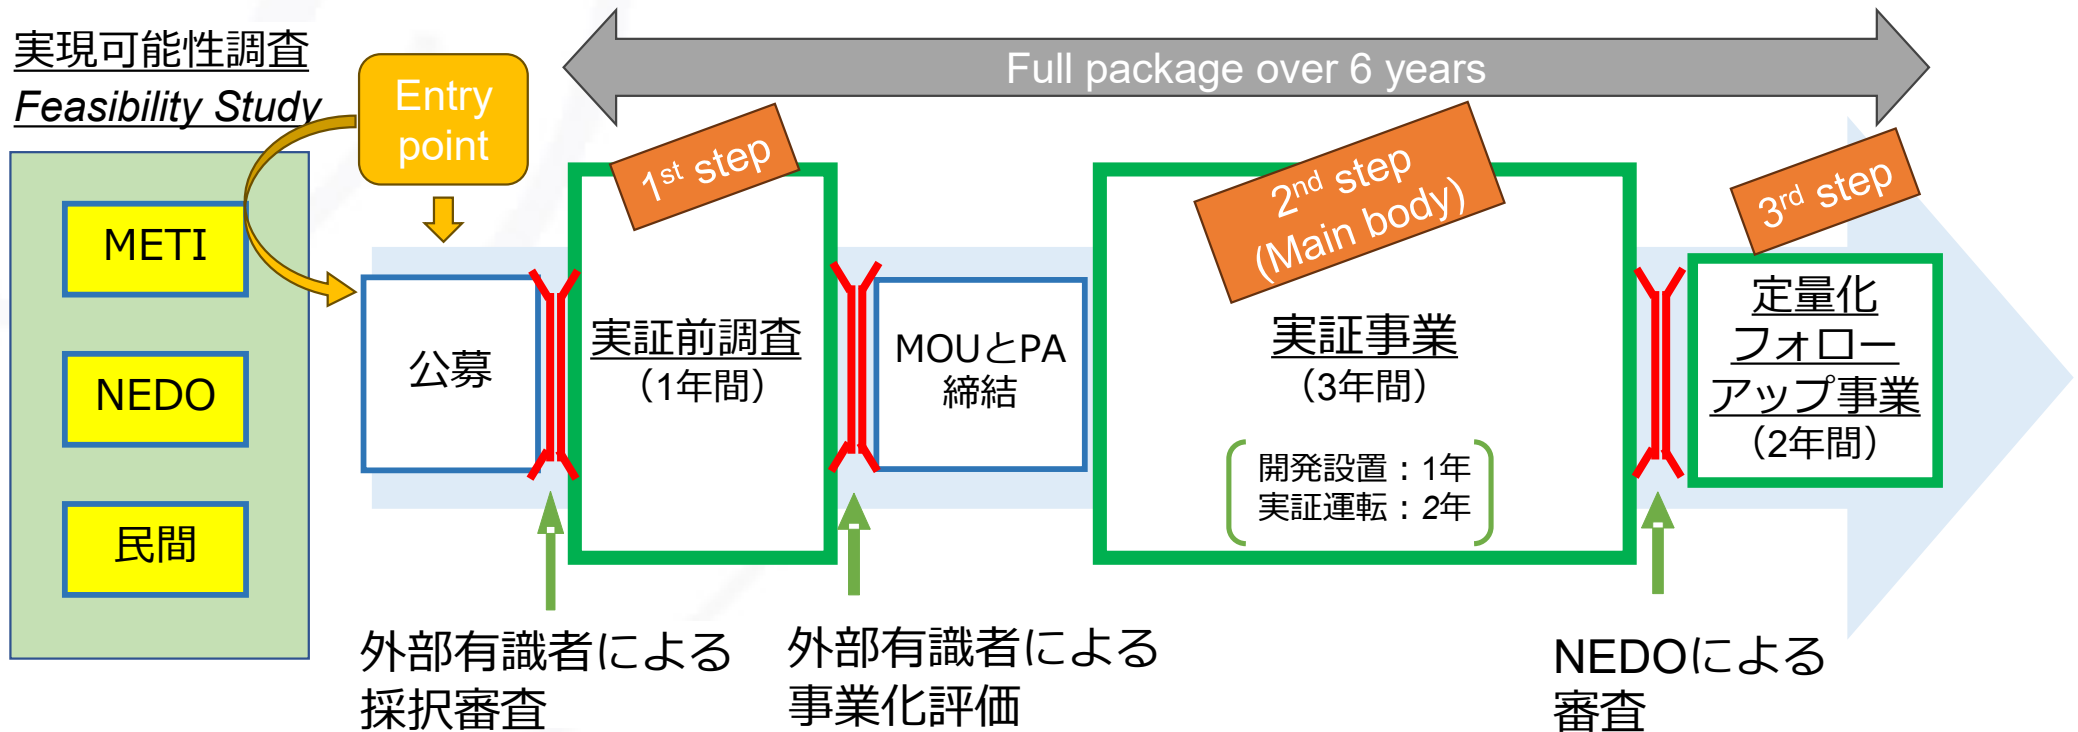 実現可能性調査
Feasibility Study
METI
NEDO
民間
Entry
point
Full package over 6 years
公募
1st step
実証前調査
（1年間）
MOUとPA
締結
2nd step
(Main body)
実証事業
（3年間）
開発設置：1年
実証運転：2年
3rd step
定量化
フォロー
アップ事業
（2年間）
外部有識者による
採択審査
外部有識者による
事業化評価
NEDOによる
審査